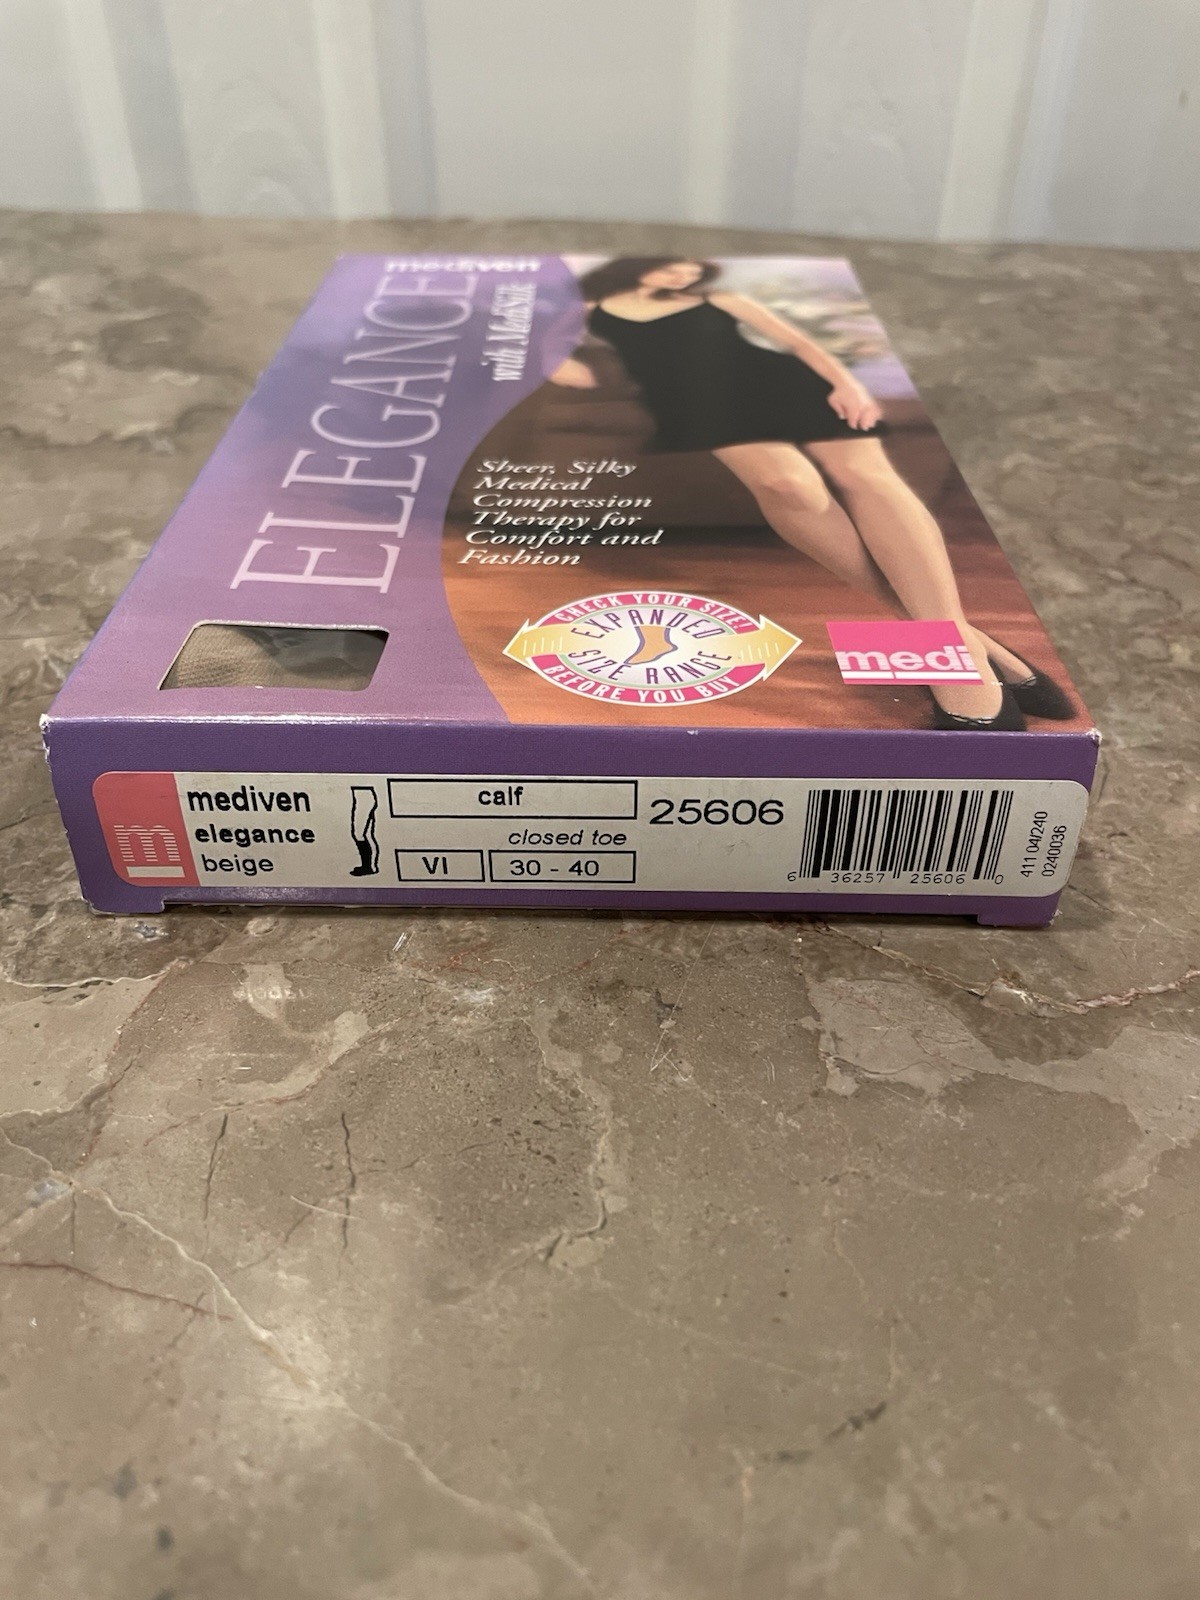 mediven
ELEGANCE
with MediSize
Sheer, Silky
Medical
Compression
Therapy for
Comfort and
Fashion
CHECK YOUR SIZE!
EXPANDED
SIZE RANGE
BEFORE YOU BUY
medi
m
mediven
elegance
beige
calf
closed toe
VI
30 - 40
25606
6 36257 25606 0
411 04/240
0240036